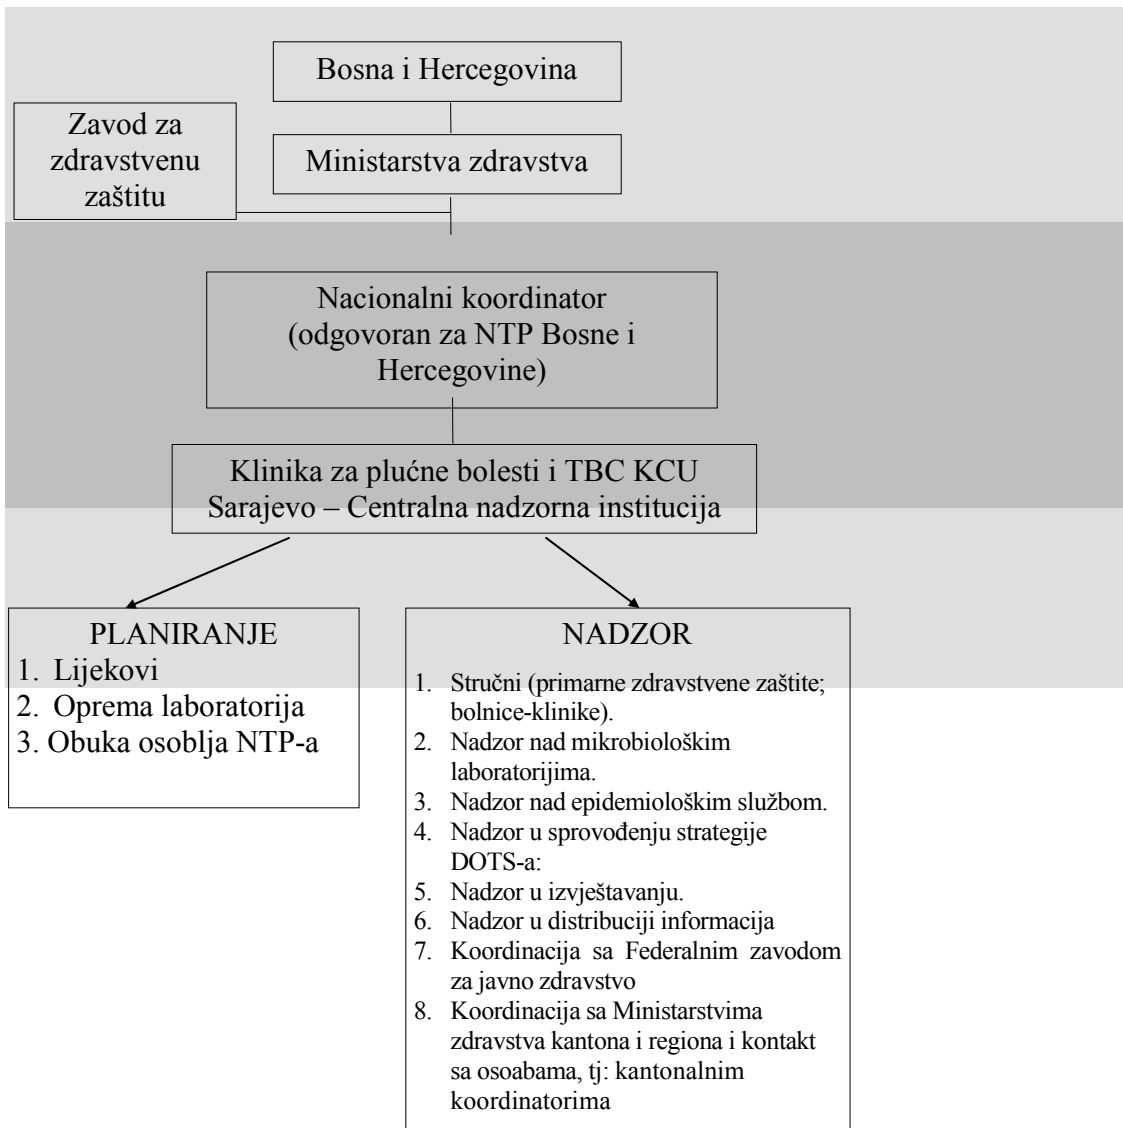 Bosna i Hercegovina
Zavod za
zdravstvenu
zaštitu
Ministarstva zdravstva
Nacionalni koordinator
(odgovoran za NTP Bosne i
Hercegovine)
Klinika za plućne bolesti i TBC KCU
Sarajevo – Centralna nadzorna institucija
PLANIRANJE
1. Lijekovi
2. Oprema laboratorija
3. Obuka osoblja NTP-a
NADZOR
1. Stručni (primarne zdravstvene zaštite;
bolnice-klinike).
2. Nadzor nad mikrobiološkim
laboratorijima.
3. Nadzor nad epidemiološkim službom.
4. Nadzor u sprovođenju strategije
DOTS-a:
5. Nadzor u izvještavanju.
6. Nadzor u distribuciji informacija
7. Koordinacija sa Federalnim zavodom
za javno zdravstvo
8. Koordinacija sa Ministarstvima
zdravstva kantona i regiona i kontakt
sa osoabama, tj: kantonalnim
koordinatorima